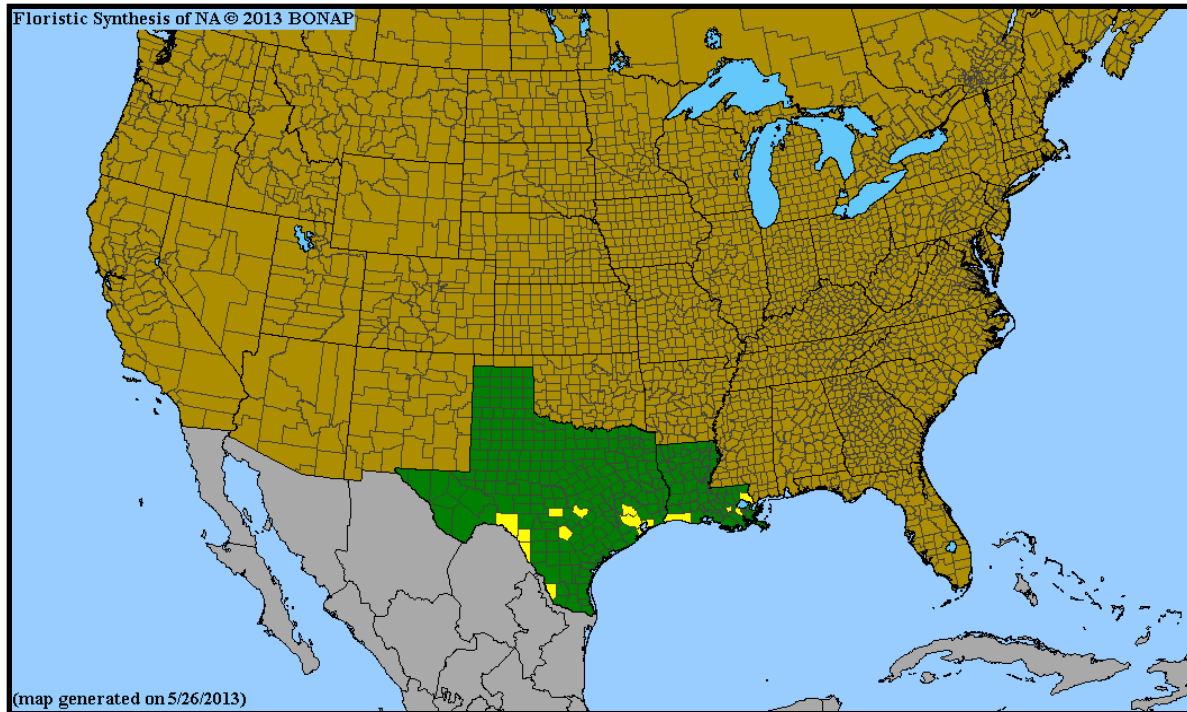 Floristic Synthesis of NA © 2013 BONAP
(map generated on 5/26/2013)